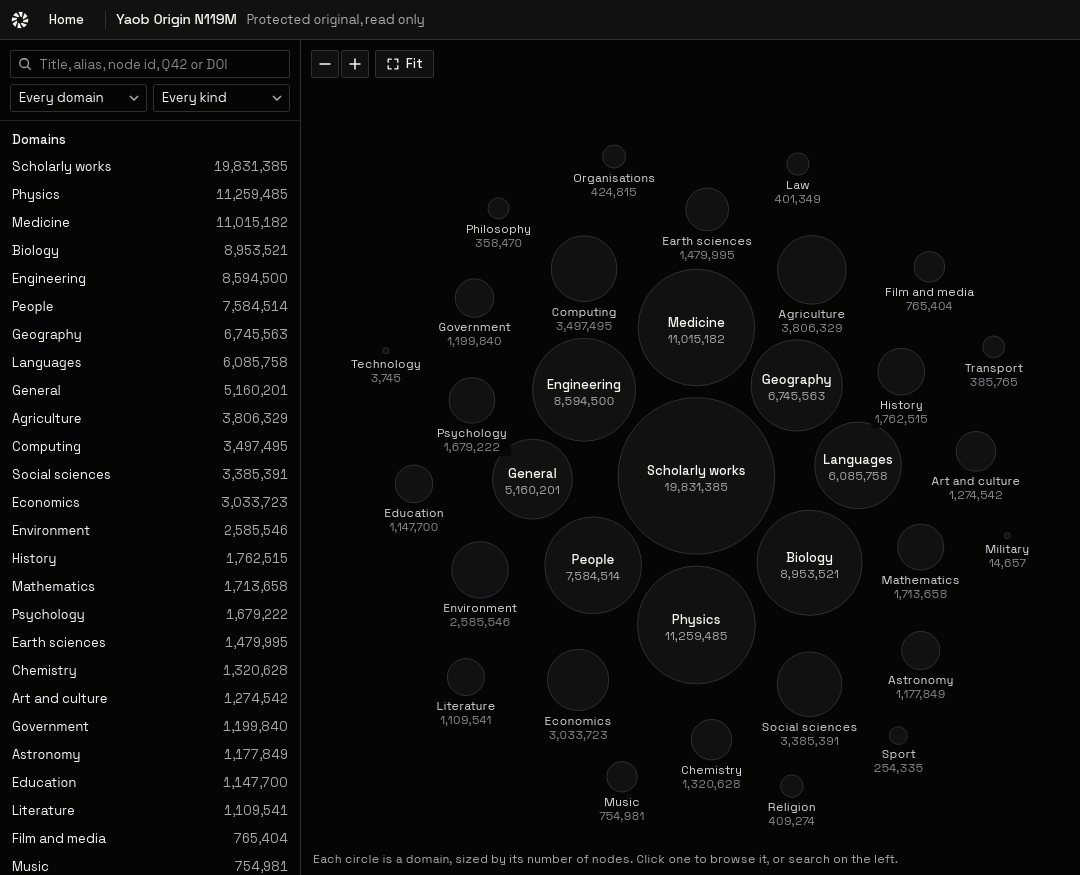 Home
Yaob Origin N119M Protected original, read only
Title, alias, node id, Q42 or DOI
Every domain
Every kind
Domains
Scholarly works 19,831,385
Physics 11,259,485
Medicine 11,015,182
Biology 8,953,521
Engineering 8,594,500
People 7,584,514
Geography 6,745,563
Languages 6,085,758
General 5,160,201
Agriculture 3,806,329
Computing 3,497,495
Social sciences 3,385,391
Economics 3,033,723
Environment 2,585,546
History 1,762,515
Mathematics 1,713,658
Psychology 1,679,222
Earth sciences 1,479,995
Chemistry 1,320,628
Art and culture 1,274,542
Government 1,199,840
Astronomy 1,177,849
Education 1,147,700
Literature 1,109,541
Film and media 765,404
Music 754,981
Fit
Organisations
424,815
Law
401,349
Philosophy
358,470
Earth sciences
1,479,995
Film and media
765,404
Computing
3,497,495
Agriculture
3,806,329
Government
1,199,840
Medicine
11,015,182
Technology
3,745
Transport
385,765
Engineering
8,594,500
Geography
6,745,563
History
1,762,515
Psychology
1,679,222
General
5,160,201
Scholarly works
19,831,385
Languages
6,085,758
Art and culture
1,274,542
Education
1,147,700
Military
14,657
People
7,584,514
Biology
8,953,521
Mathematics
1,713,658
Environment
2,585,546
Physics
11,259,485
Astronomy
1,177,849
Literature
1,109,541
Economics
3,033,723
Social sciences
3,385,391
Sport
254,335
Chemistry
1,320,628
Music
754,981
Religion
409,274
Each circle is a domain, sized by its number of nodes. Click one to browse it, or search on the left.